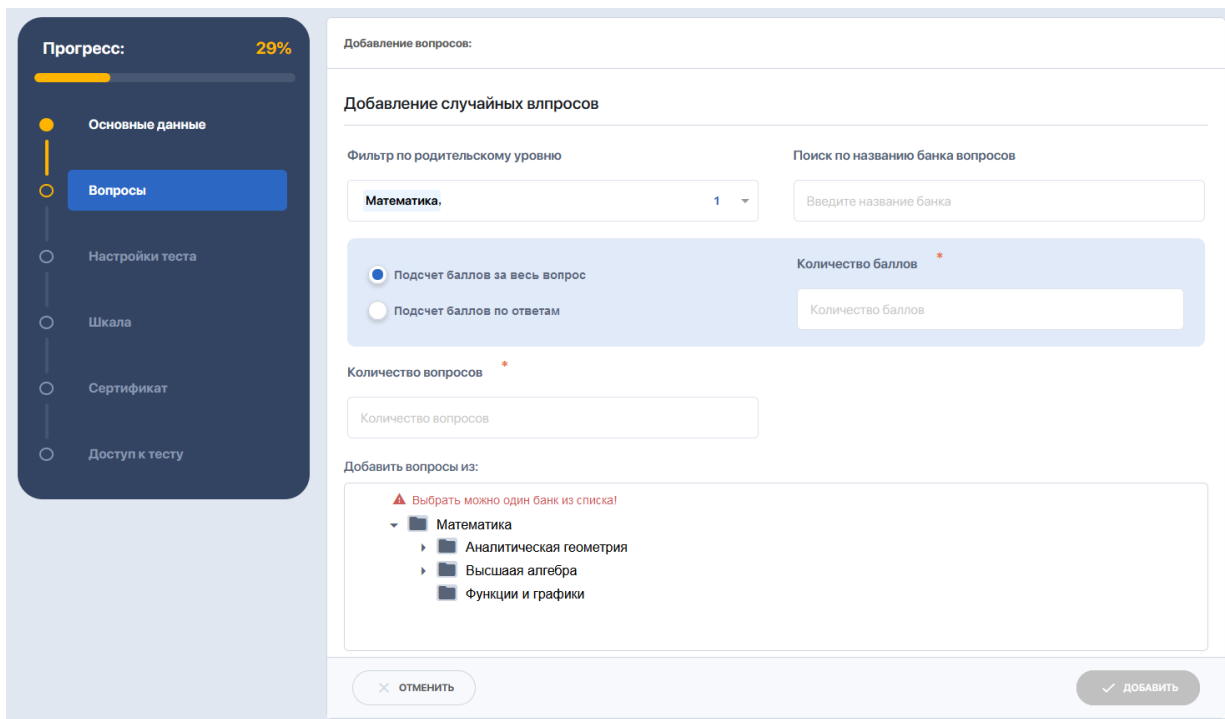 Прогресс: 29%
Основные данные
Вопросы
Настройки теста
Шкала
Сертификат
Доступ к тесту
Добавление вопросов:
Добавление случайных влпросов
Фильтр по родительскому уровню
Математика, 1
Поиск по названию банка вопросов
Введите название банка
Подсчет баллов за весь вопрос
Подсчет баллов по ответам
Количество баллов *
Количество баллов
Количество вопросов *
Количество вопросов
Добавить вопросы из:
Выбрать можно один банк из списка!
Математика
Аналитическая геометрия
Высшаая алгебра
Функции и графики
ОТМЕНИТЬ
ДОБАВИТЬ